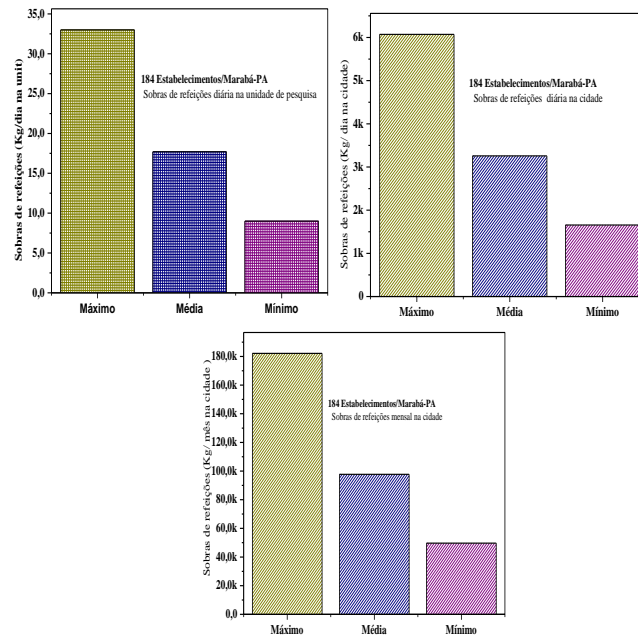 Sobras de refeições (Kg/dia na unit)
35,0
30,0
25,0
20,0
15,0
10,0
5,0
0,0
184 Estabelecimentos/Marabá-PA
Sobras de refeições diária na unidade de pesquisa
Máximo
Média
Mínimo
Sobras de refeições (Kg/ dia na cidade)
6k
5k
4k
3k
2k
1k
0
184 Estabelecimentos/Marabá-PA
Sobras de refeições diária na cidade
Máximo
Média
Mínimo
Sobras de refeições (Kg/ mês na cidade )
180,0k
160,0k
140,0k
120,0k
100,0k
80,0k
60,0k
40,0k
20,0k
0,0
184 Estabelecimentos/Marabá-PA
Sobras de refeições mensal na cidade
Máximo
Média
Mínimo